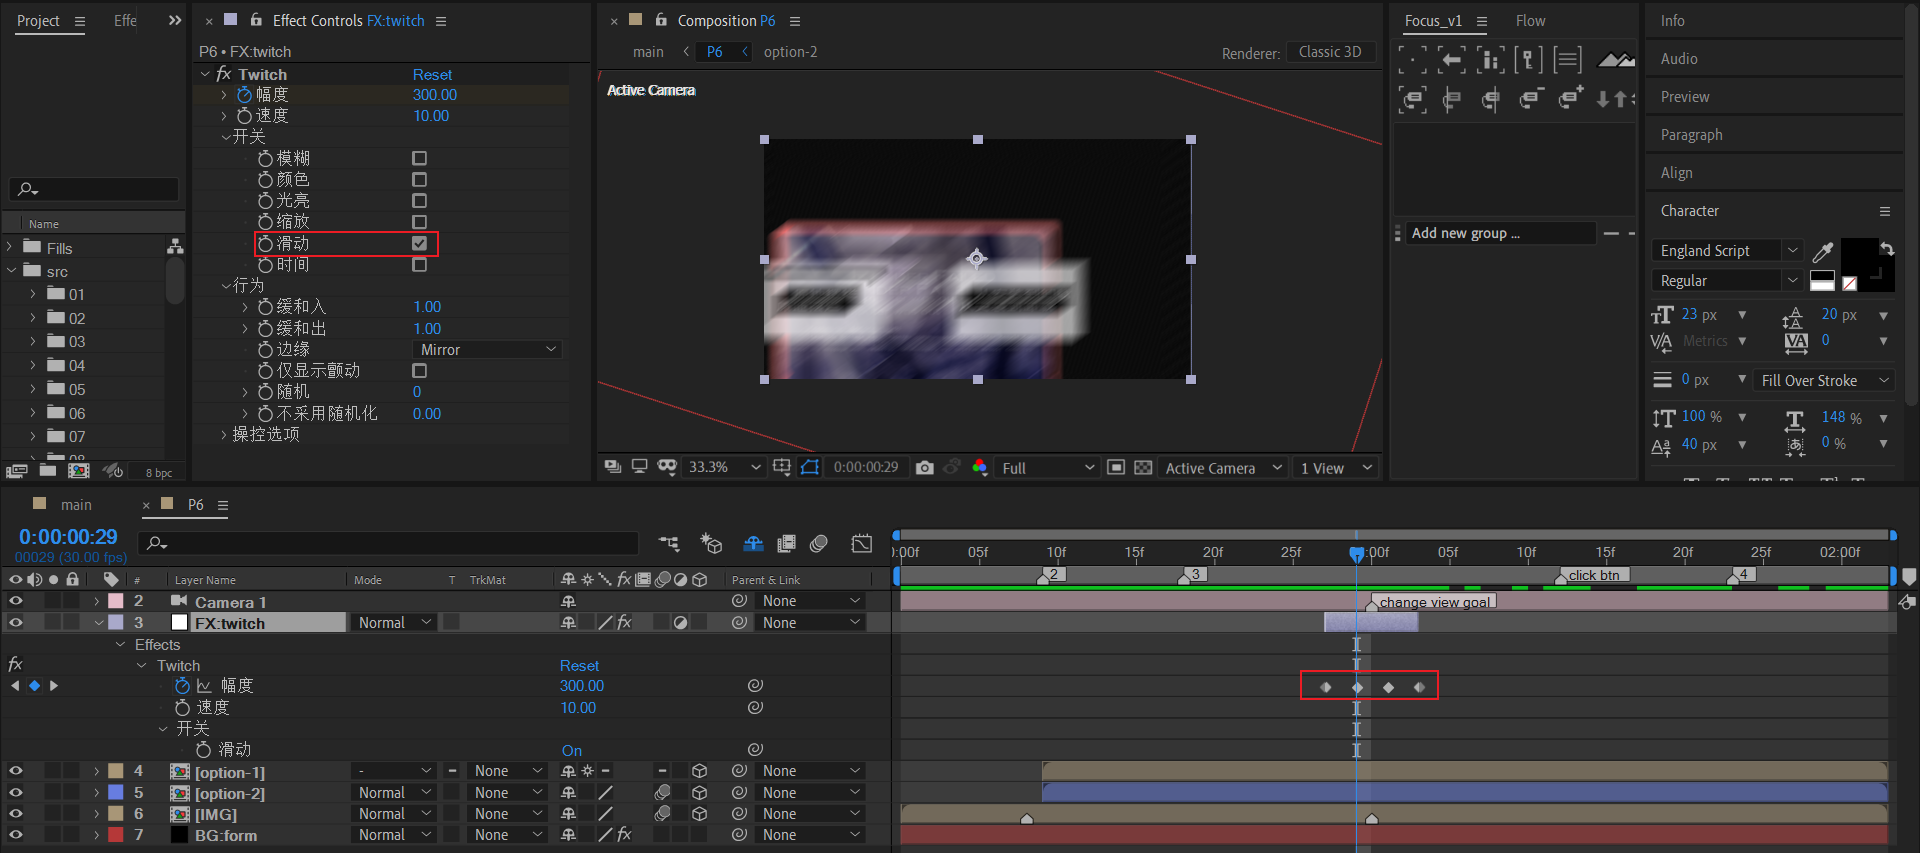 Project
Effe
Effect Controls FX:twitch
P6 • FX:twitch
fx Twitch Reset
幅度 300.00
速度 10.00
开关
模糊
颜色
光亮
缩放
滑动
时间
行为
缓和入 1.00
缓和出 1.00
边缘 Mirror
仅显示颤动
随机 0
不采用随机化 0.00
操控选项
Name
Fills
src
01
02
03
04
05
06
07
08
8 bpc
Composition P6
main P6 option-2
Renderer: Classic 3D
Active Camera
33.3% 0:00:00:29 Full Active Camera 1 View
Focus_v1 Flow
Add new group ...
Info
Audio
Preview
Paragraph
Align
Character
England Script
Regular
23 px 20 px
Metrics 0
0 px Fill Over Stroke
100 % 148 %
40 px 0 %
main P6
0:00:00:29
00029 (30.00 fps)
# Layer Name Mode T TrkMat Parent & Link
:00f 05f 10f 15f 20f 25f :00f 05f 10f 15f 20f 25f 02:00f
2 3 click btn 4
2 Camera 1 None
change view goal
3 FX:twitch Normal None
Effects
fx Twitch Reset
幅度 300.00
速度 10.00
开关
滑动 On
4 [option-1] - None None
5 [option-2] Normal None None
6 [IMG] Normal None None
7 BG:form Normal None None